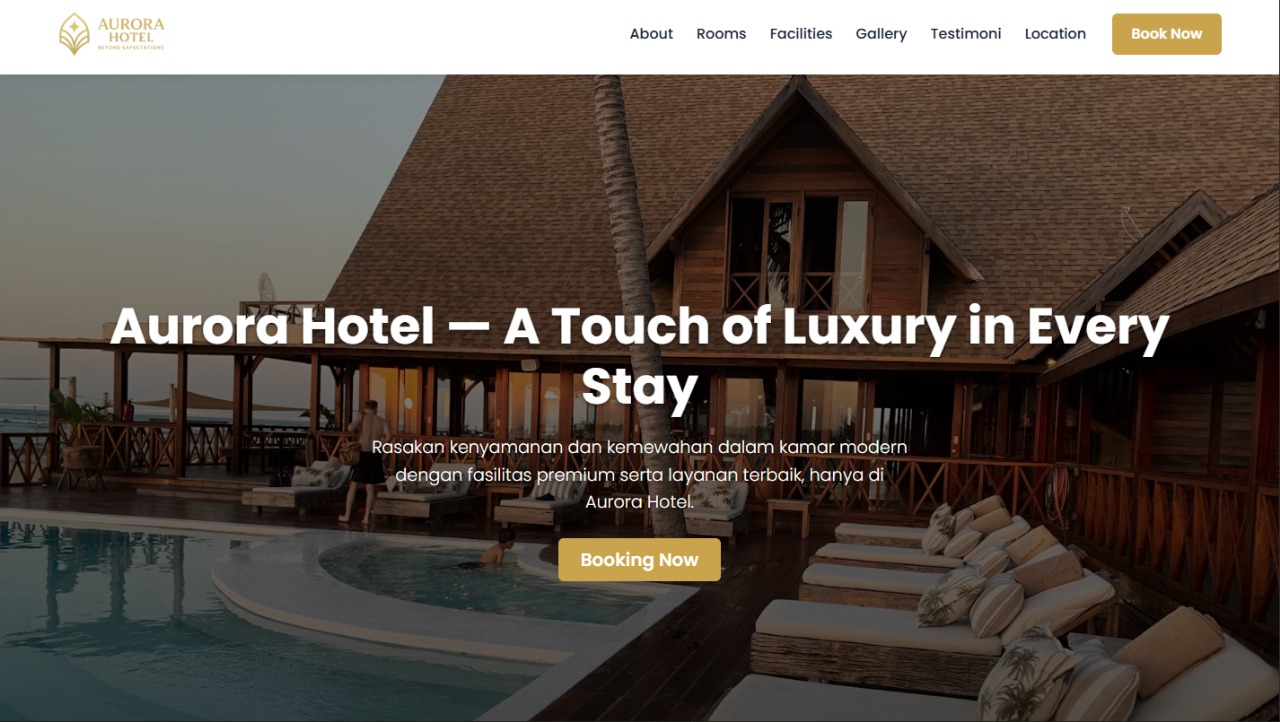 AURORA
HOTEL
BEYOND EXPECTATIONS
About Rooms Facilities Gallery Testimoni Location Book Now
Aurora Hotel — A Touch of Luxury in Every
Stay
Rasakan kenyamanan dan kemewahan dalam kamar modern
dengan fasilitas premium serta layanan terbaik, hanya di
Aurora Hotel.
Booking Now